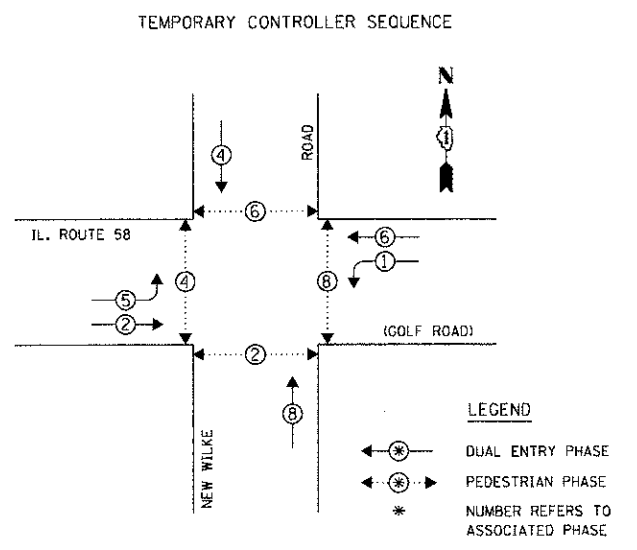 TEMPORARY CONTROLLER SEQUENCE
N
1
4
ROAD
6
IL. ROUTE 58
6
1
4
8
5
2
(GOLF ROAD)
2
8
NEW WILKE
LEGEND
* DUAL ENTRY PHASE
* PEDESTRIAN PHASE
* NUMBER REFERS TO
ASSOCIATED PHASE